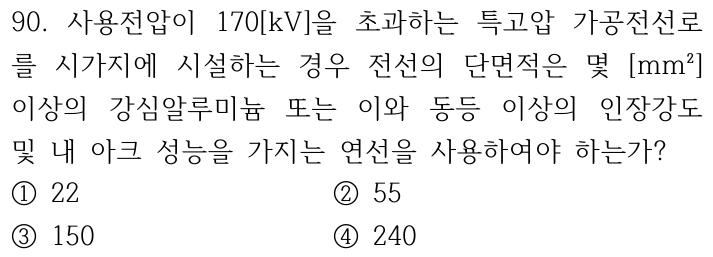 90. 사용전압이 170[kV]을 초과하는 특고압 가공전선로
를 시가지에 시설하는 경우 전선의 단면적은 몇 [mm²]
이상의 강심알루미늄 또는 이와 동등 이상의 인장강도
및 내 아크 성능을 가지는 연선을 사용하여야 하는가?
① 22 ② 55
③ 150 ④ 240